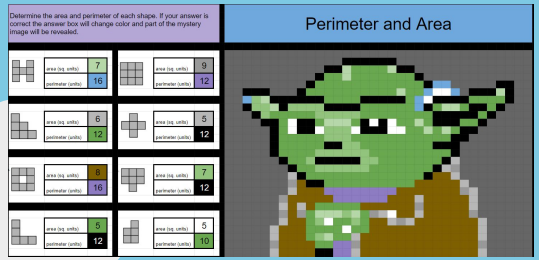 Determine the area and perimeter of each shape. If your answer is
correct the answer box will change color and part of the mystery
image will be revealed.
Perimeter and Area
area (sq. units) 7
perimeter (units) 16
area (sq. units) 9
perimeter (units) 12
area (sq. units) 6
perimeter (units) 12
area (sq. units) 5
perimeter (units) 12
area (sq. units) 8
perimeter (units) 16
area (sq. units) 7
perimeter (units) 12
area (sq. units) 5
perimeter (units) 12
area (sq. units) 5
perimeter (units) 10